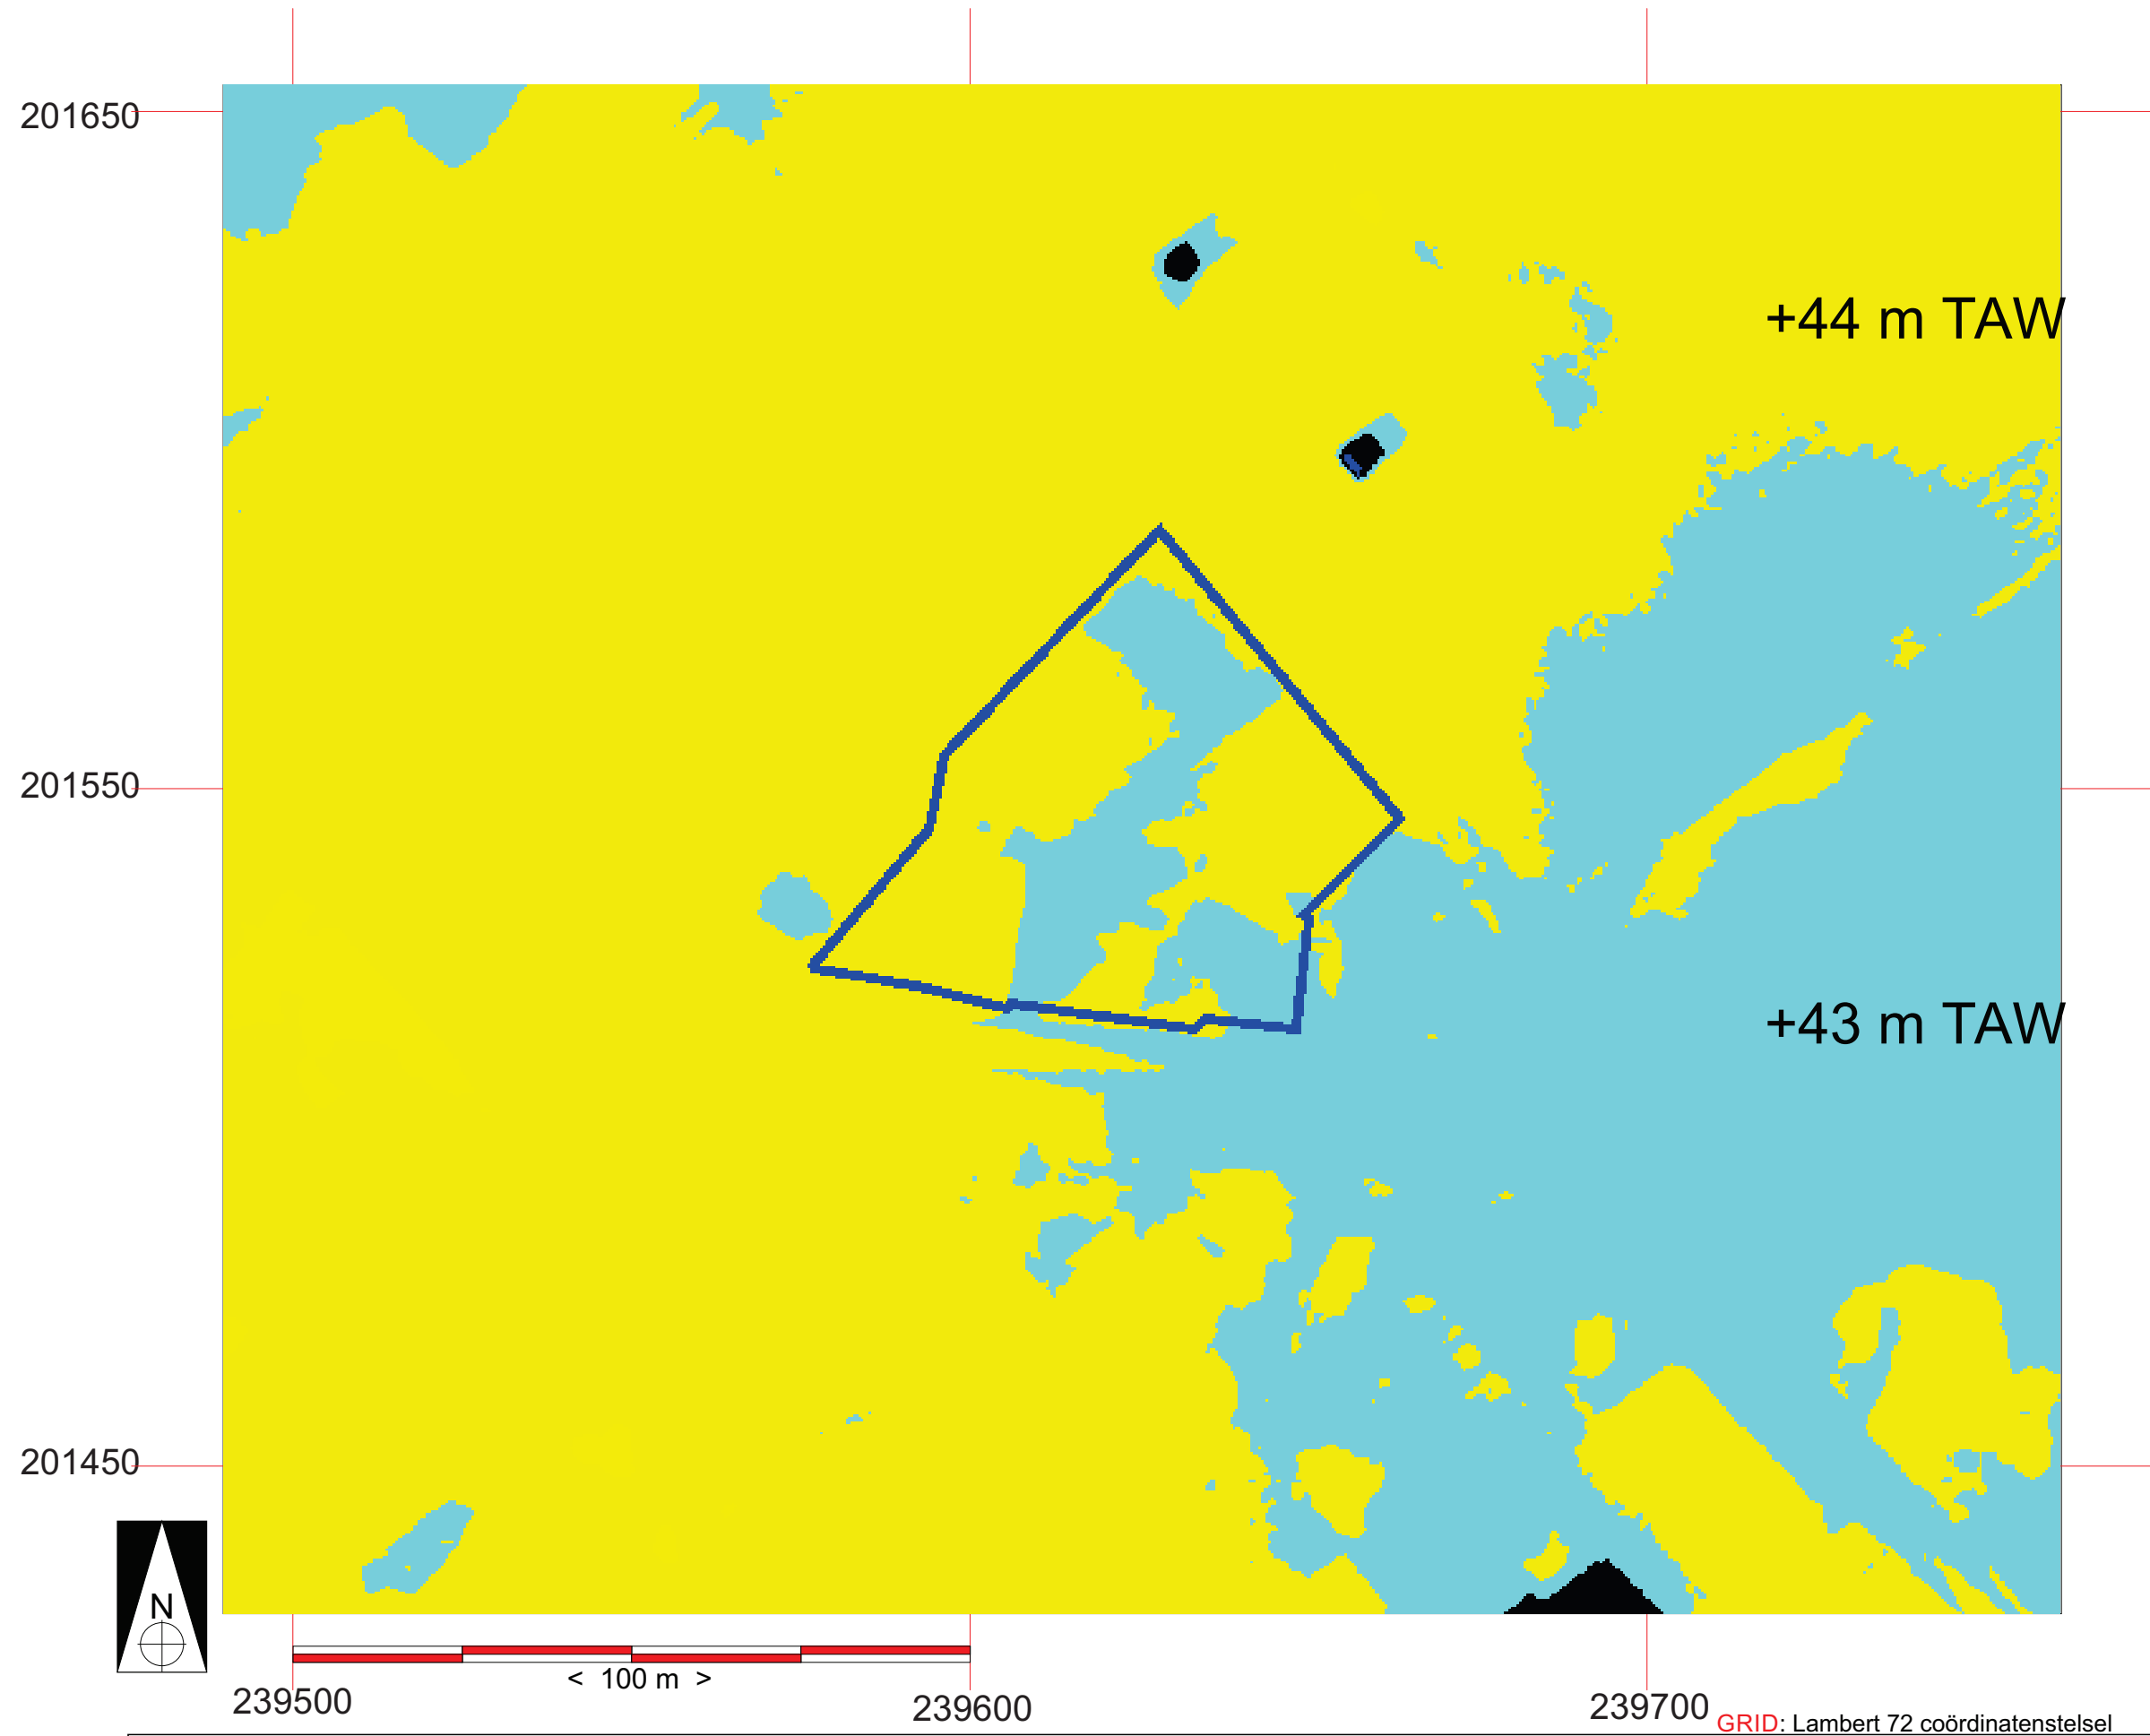 201650
+44 m TAW
201550
+43 m TAW
201450
N
< 100 m >
239500
239600
239700
GRID: Lambert 72 coördinatenstelsel